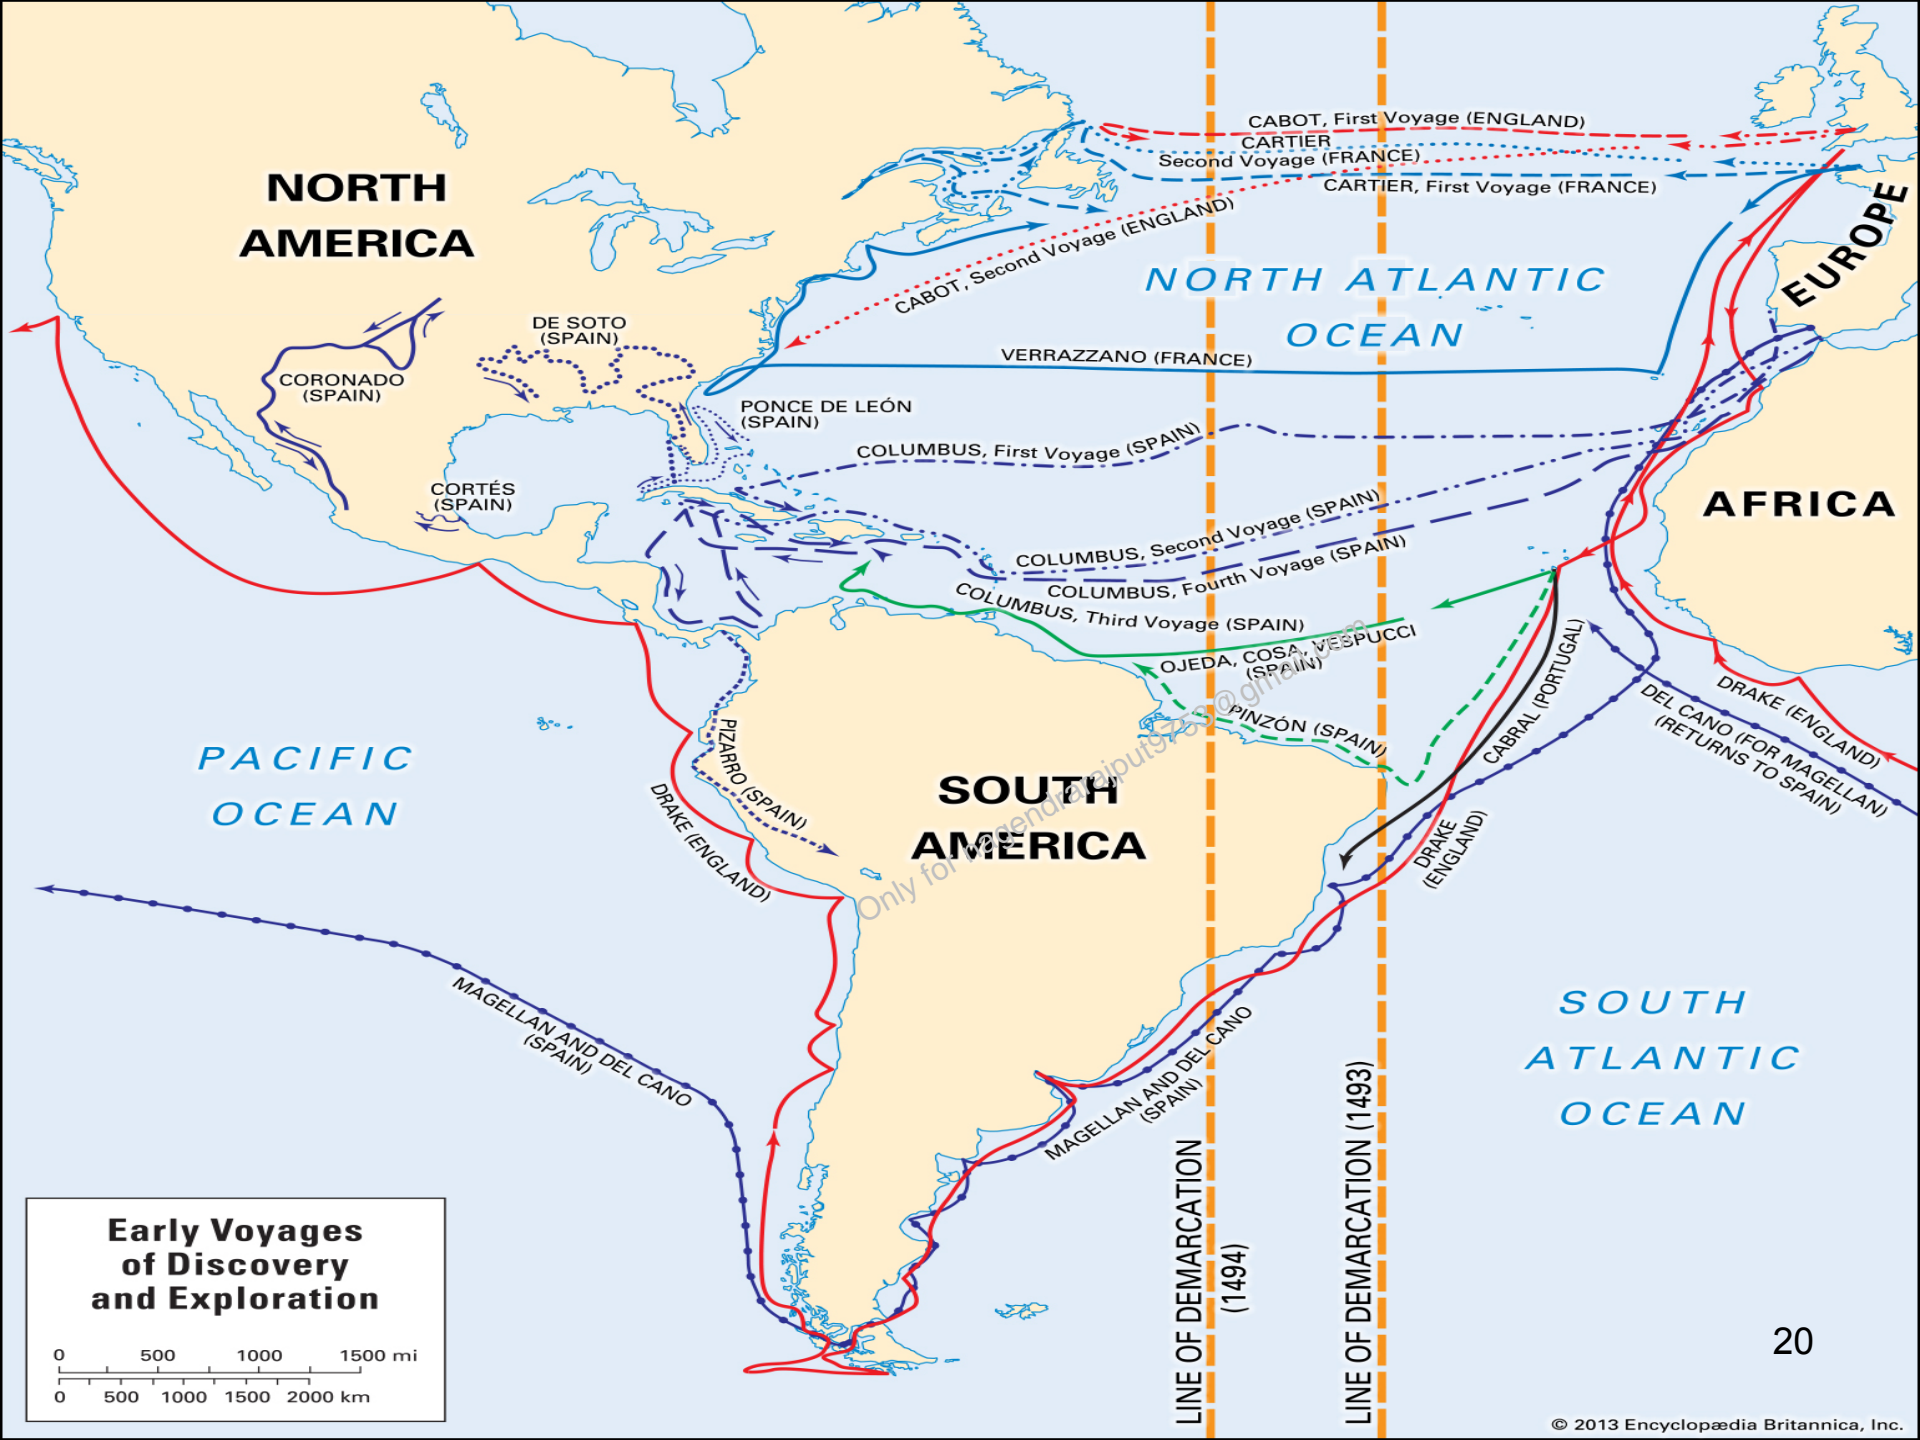 CABOT, First Voyage (ENGLAND)
CARTIER
Second Voyage (FRANCE)
CARTIER, First Voyage (FRANCE)
NORTH
AMERICA
EUROPE
CABOT, Second Voyage (ENGLAND)
NORTH ATLANTIC
OCEAN
DE SOTO
(SPAIN)
VERRAZZANO (FRANCE)
CORONADO
(SPAIN)
PONCE DE LEÓN
(SPAIN)
COLUMBUS, First Voyage (SPAIN)
CORTÉS
(SPAIN)
AFRICA
COLUMBUS, Second Voyage (SPAIN)
COLUMBUS, Fourth Voyage (SPAIN)
COLUMBUS, Third Voyage (SPAIN)
OJEDA, COSA, VESPUCCI
(SPAIN)
PINZÓN (SPAIN)
CABRAL (PORTUGAL)
DRAKE (ENGLAND)
DEL CANO (FOR MAGELLAN)
(RETURNS TO SPAIN)
PACIFIC
OCEAN
PIZARRO (SPAIN)
DRAKE (ENGLAND)
SOUTH
AMERICA
Only for nagendrarajput9753@gmail.com
DRAKE
(ENGLAND)
MAGELLAN AND DEL CANO
(SPAIN)
MAGELLAN AND DEL CANO
(SPAIN)
SOUTH
ATLANTIC
OCEAN
LINE OF DEMARCATION
(1494)
LINE OF DEMARCATION (1493)
Early Voyages
of Discovery
and Exploration
0 500 1000 1500 mi
0 500 1000 1500 2000 km
20
© 2013 Encyclopædia Britannica, Inc.